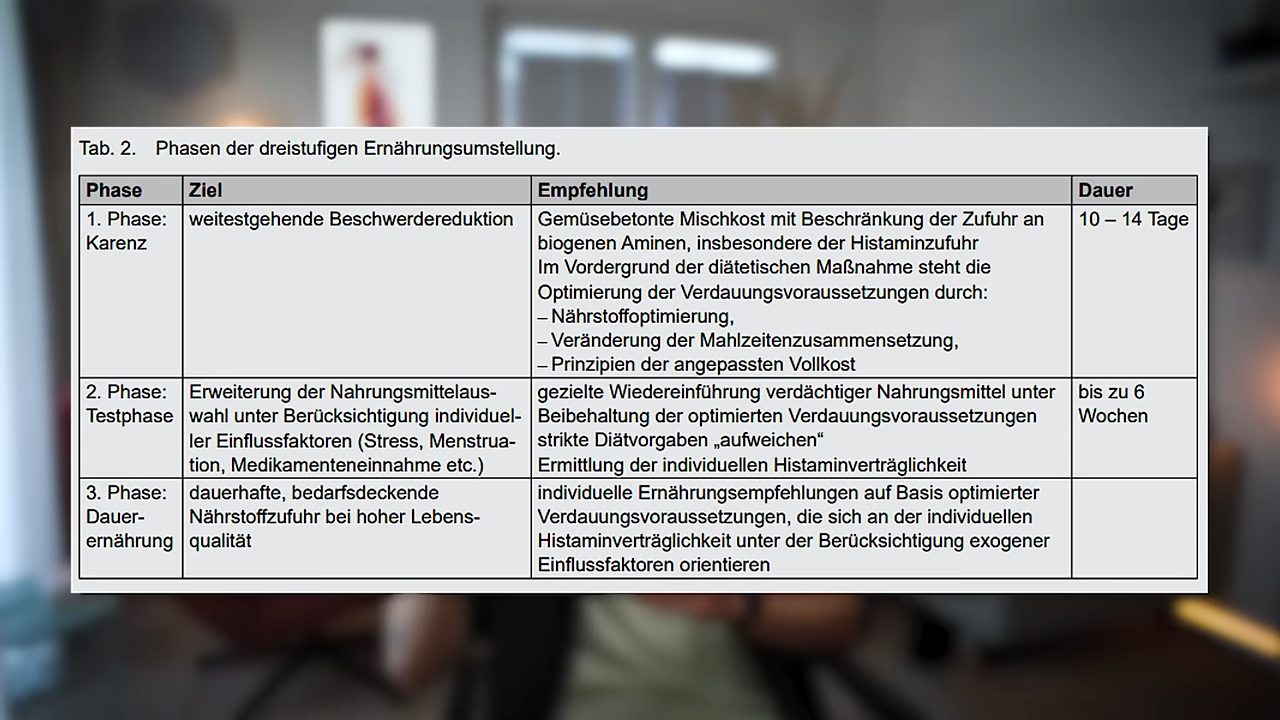 Tab. 2. Phasen der dreistufigen Ernährungsumstellung.
Phase Ziel Empfehlung Dauer
1. Phase: weitestgehende Beschwerdereduktion Gemüsebetonte Mischkost mit Beschränkung der Zufuhr an 10 – 14 Tage
Karenz biogenen Aminen, insbesondere der Histaminzufuhr
Im Vordergrund der diätetischen Maßnahme steht die
Optimierung der Verdauungsvoraussetzungen durch:
– Nährstoffoptimierung,
– Veränderung der Mahlzeitenzusammensetzung,
– Prinzipien der angepassten Vollkost
2. Phase: Erweiterung der Nahrungsmittelaus- gezielte Wiedereinführung verdächtiger Nahrungsmittel unter bis zu 6
Testphase wahl unter Berücksichtigung individuel- Beibehaltung der optimierten Verdauungsvoraussetzungen Wochen
ler Einflussfaktoren (Stress, Menstrua- strikte Diätvorgaben „aufweichen“
tion, Medikamenteneinnahme etc.) Ermittlung der individuellen Histaminverträglichkeit
3. Phase: dauerhafte, bedarfsdeckende individuelle Ernährungsempfehlungen auf Basis optimierter
Dauer- Nährstoffzufuhr bei hoher Lebens- Verdauungsvoraussetzungen, die sich an der individuellen
ernährung qualität Histaminverträglichkeit unter der Berücksichtigung exogener
Einflussfaktoren orientieren